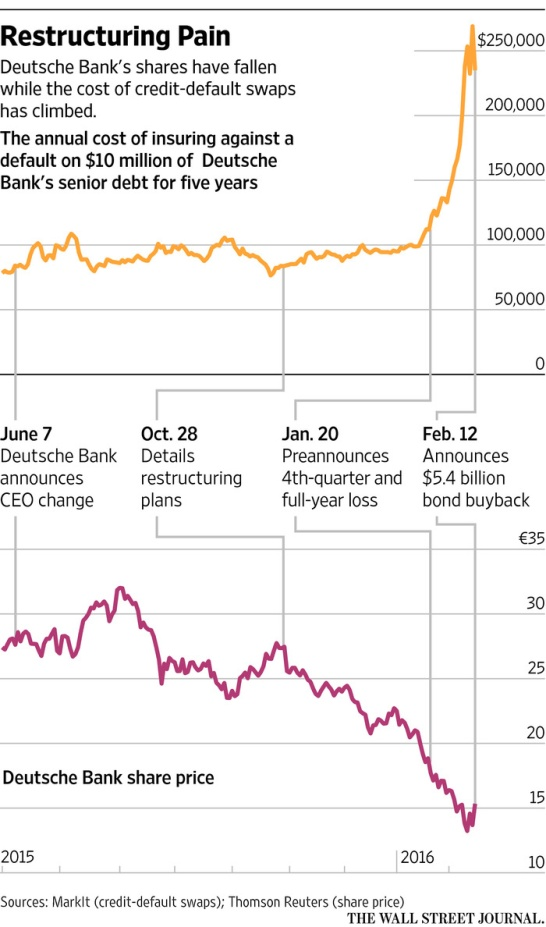 Restructuring Pain
Deutsche Bank's shares have fallen
while the cost of credit-default swaps
has climbed.
The annual cost of insuring against a
default on $10 million of Deutsche
Bank's senior debt for five years
$250,000
200,000
150,000
100,000
50,000
0
June 7
Deutsche Bank
announces
CEO change
Oct. 28
Details
restructuring
plans
Jan. 20
Preannounces
4th-quarter and
full-year loss
Feb. 12
Announces
$5.4 billion
bond buyback
€35
30
25
20
15
10
Deutsche Bank share price
2015
2016
Sources: MarkIt (credit-default swaps); Thomson Reuters (share price)
THE WALL STREET JOURNAL.